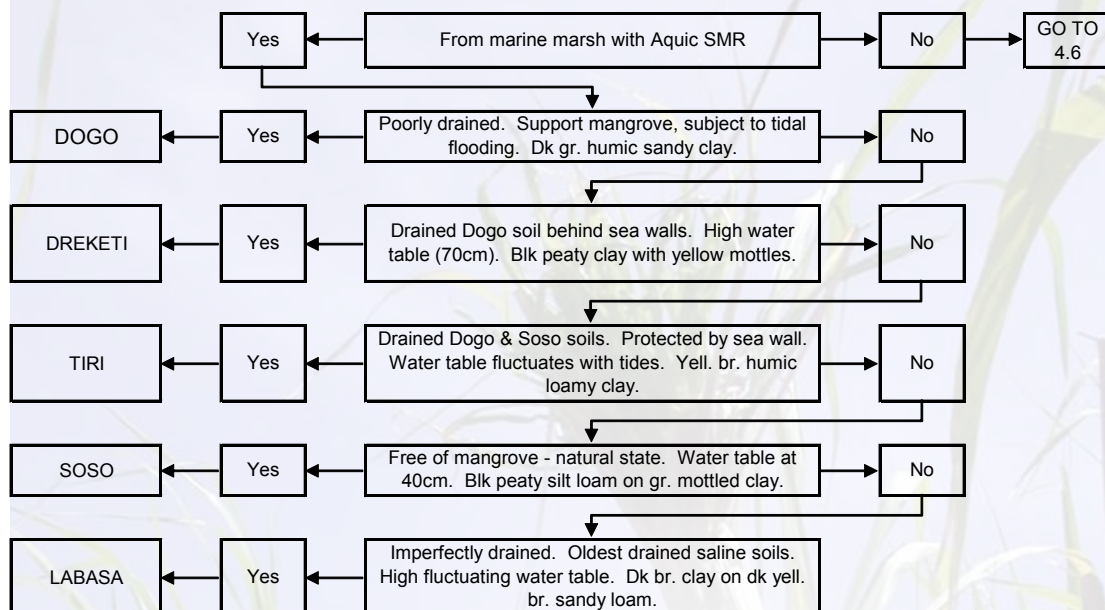 Yes
From marine marsh with Aquic SMR
No
GO TO
4.6
DOGO
Yes
Poorly drained. Support mangrove, subject to tidal
flooding. Dk gr. humic sandy clay.
No
DREKETI
Yes
Drained Dogo soil behind sea walls. High water
table (70cm). Blk peaty clay with yellow mottles.
No
TIRI
Yes
Drained Dogo & Soso soils. Protected by sea wall.
Water table fluctuates with tides. Yell. br. humic
loamy clay.
No
SOSO
Yes
Free of mangrove - natural state. Water table at
40cm. Blk peaty silt loam on gr. mottled clay.
No
LABASA
Yes
Imperfectly drained. Oldest drained saline soils.
High fluctuating water table. Dk br. clay on dk yell.
br. sandy loam.